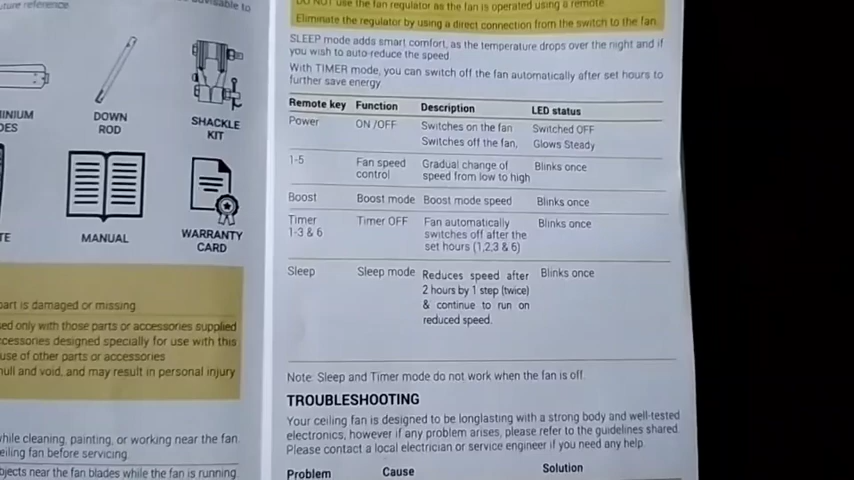 uture reference.
MINIUM
DES
DOWN
ROD
SHACKLE
KIT
TE
MANUAL
WARRANTY
CARD
part is damaged or missing
sed only with those parts or accessories supplied
ccessories designed specially for use with this
use of other parts or accessories
null and void, and may result in personal injury
while cleaning, painting, or working near the fan.
eiling fan before servicing.
bjects near the fan blades while the fan is running.
DO NOT use the fan regulator as the fan is operated using a remote.
Eliminate the regulator by using a direct connection from the switch to the fan.
SLEEP mode adds smart comfort, as the temperature drops over the night and if
you wish to auto-reduce the speed.
With TIMER mode, you can switch off the fan automatically after set hours to
further save energy
Remote key Function Description LED status
Power ON /OFF Switches on the fan Switched OFF
Switches off the fan, Glows Steady
1-5 Fan speed Gradual change of Blinks once
control speed from low to high
Boost Boost mode Boost mode speed Blinks once
Timer Timer OFF Fan automatically Blinks once
1-3 & 6 switches off after the
set hours (1,2,3 & 6)
Sleep Sleep mode Reduces speed after Blinks once
2 hours by 1 step (twice)
& continue to run on
reduced speed.
Note: Sleep and Timer mode do not work when the fan is off.
TROUBLESHOOTING
Your ceiling fan is designed to be longlasting with a strong body and well-tested
electronics, however if any problem arises, please refer to the guidelines shared.
Please contact a local electrician or service engineer if you need any help.
Problem Cause Solution